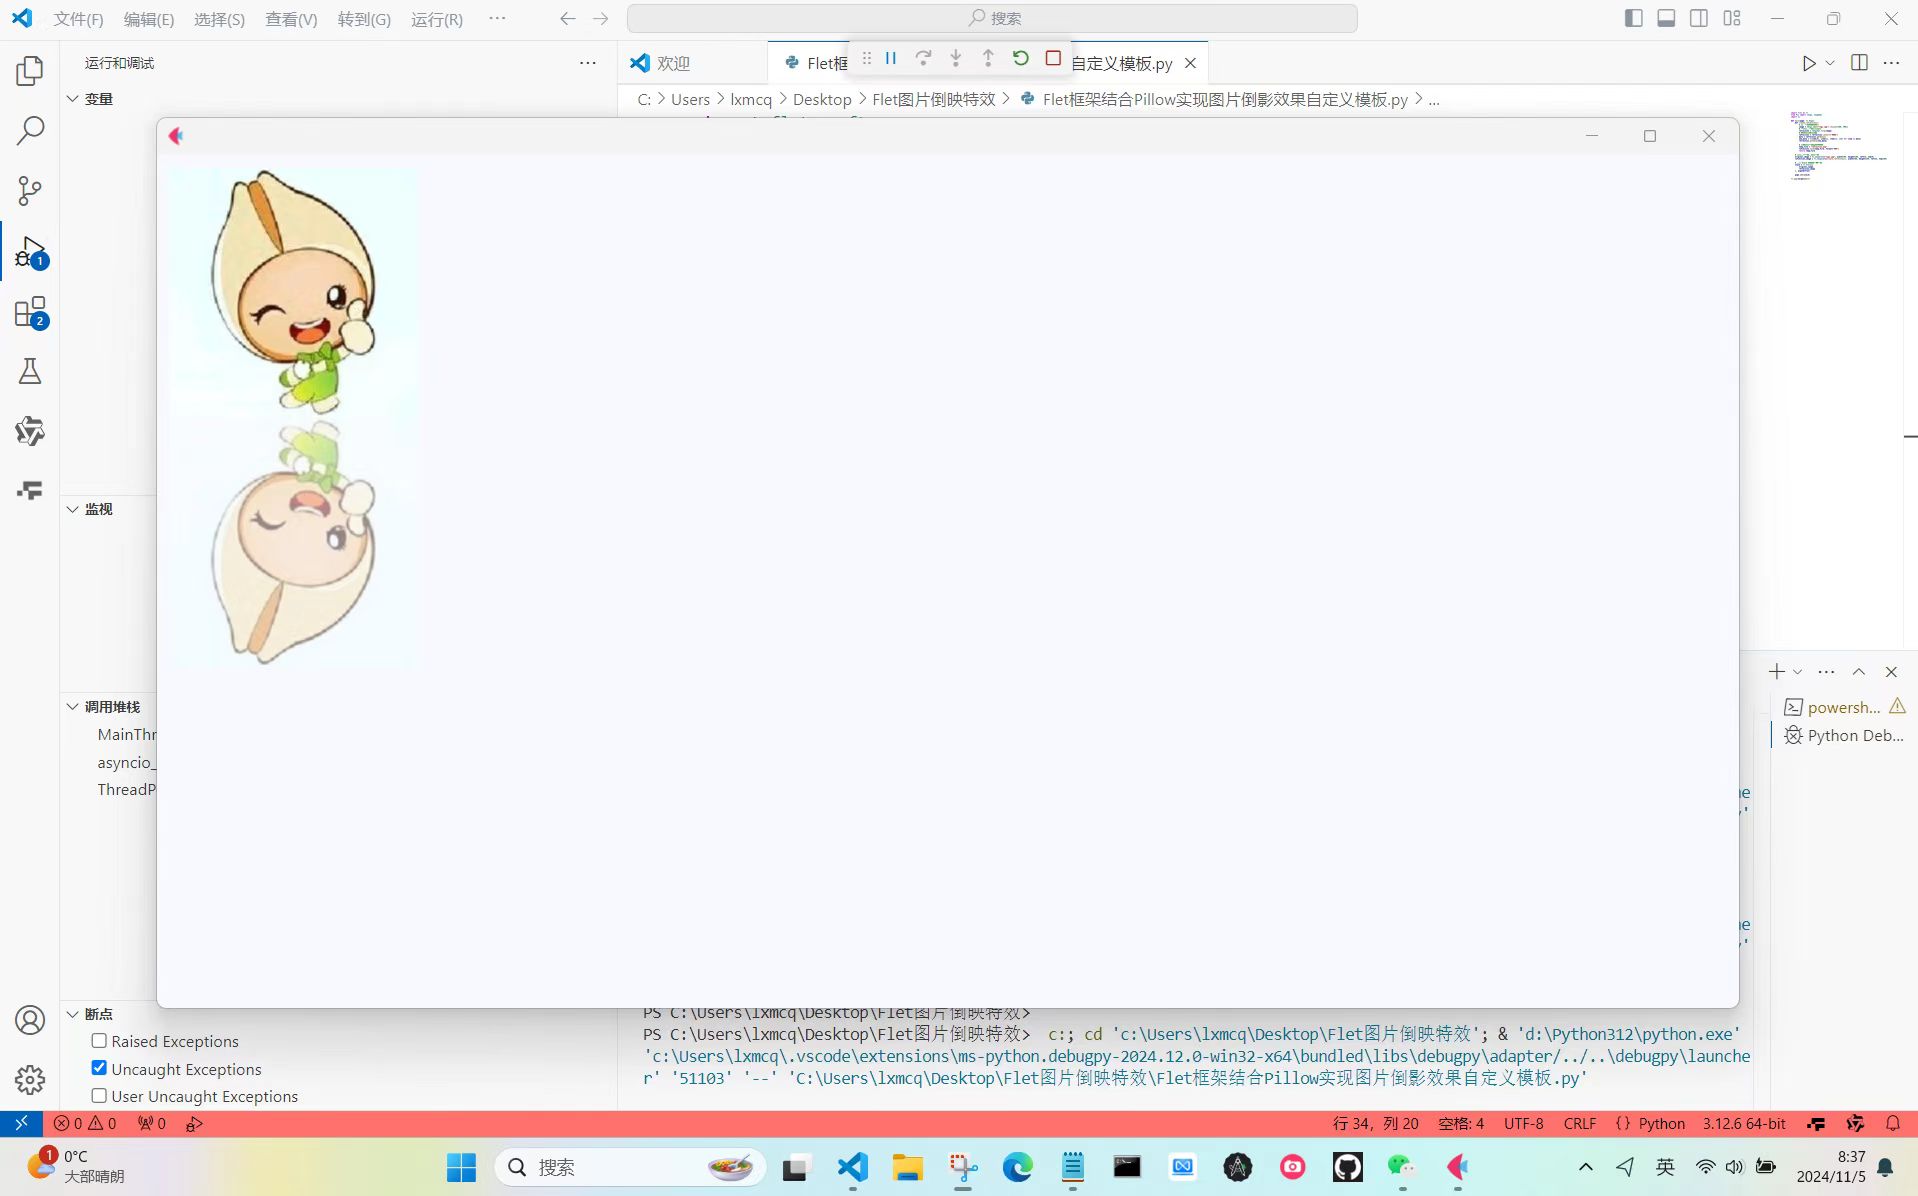 文件(F) 编辑(E) 选择(S) 查看(V) 转到(G) 运行(R) ··· 搜索
运行和调试 ···
欢迎 Flet框 自定义模板.py
变量
C: > Users > lxmcq > Desktop > Flet图片倒映特效 > Flet框架结合Pillow实现图片倒影效果自定义模板.py > ...
1
2
监视
调用堆栈
MainThr
asyncio_
ThreadP
powersh...
Python Deb...
ne
y'
ne
y'
断点
Raised Exceptions
Uncaught Exceptions
User Uncaught Exceptions
PS C:\Users\lxmcq\Desktop\Flet图片倒映特效>
PS C:\Users\lxmcq\Desktop\Flet图片倒映特效> c:; cd 'c:\Users\lxmcq\Desktop\Flet图片倒映特效'; & 'd:\Python312\python.exe'
'c:\Users\lxmcq\.vscode\extensions\ms-python.debugpy-2024.12.0-win32-x64\bundled\libs\debugpy\adapter/../..\debugpy\launche
r' '51103' '--' 'C:\Users\lxmcq\Desktop\Flet图片倒映特效\Flet框架结合Pillow实现图片倒影效果自定义模板.py'
0 0 0 行 34, 列 20 空格: 4 UTF-8 CRLF {} Python 3.12.6 64-bit
1 0°C
大部晴朗
搜索
英
8:37
2024/11/5